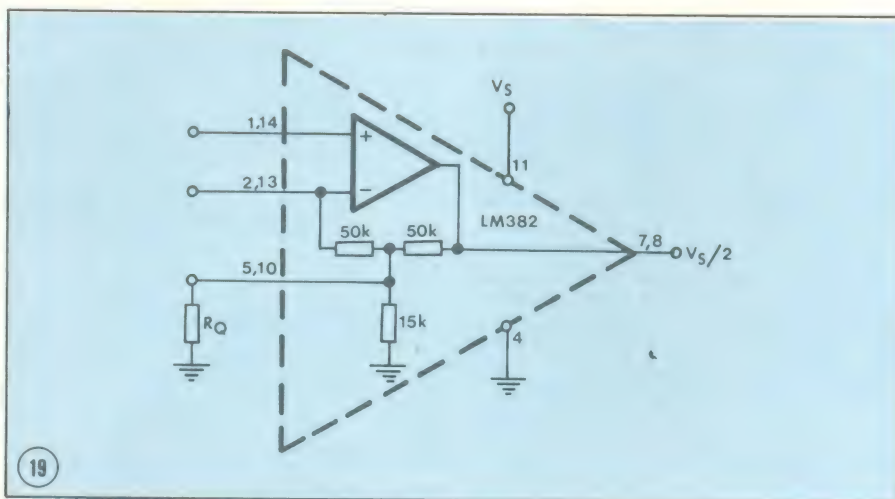 VS
1,14
+
11
2,13
−
LM382
50k
50k
7,8
VS/2
5,10
RQ
15k
4
19